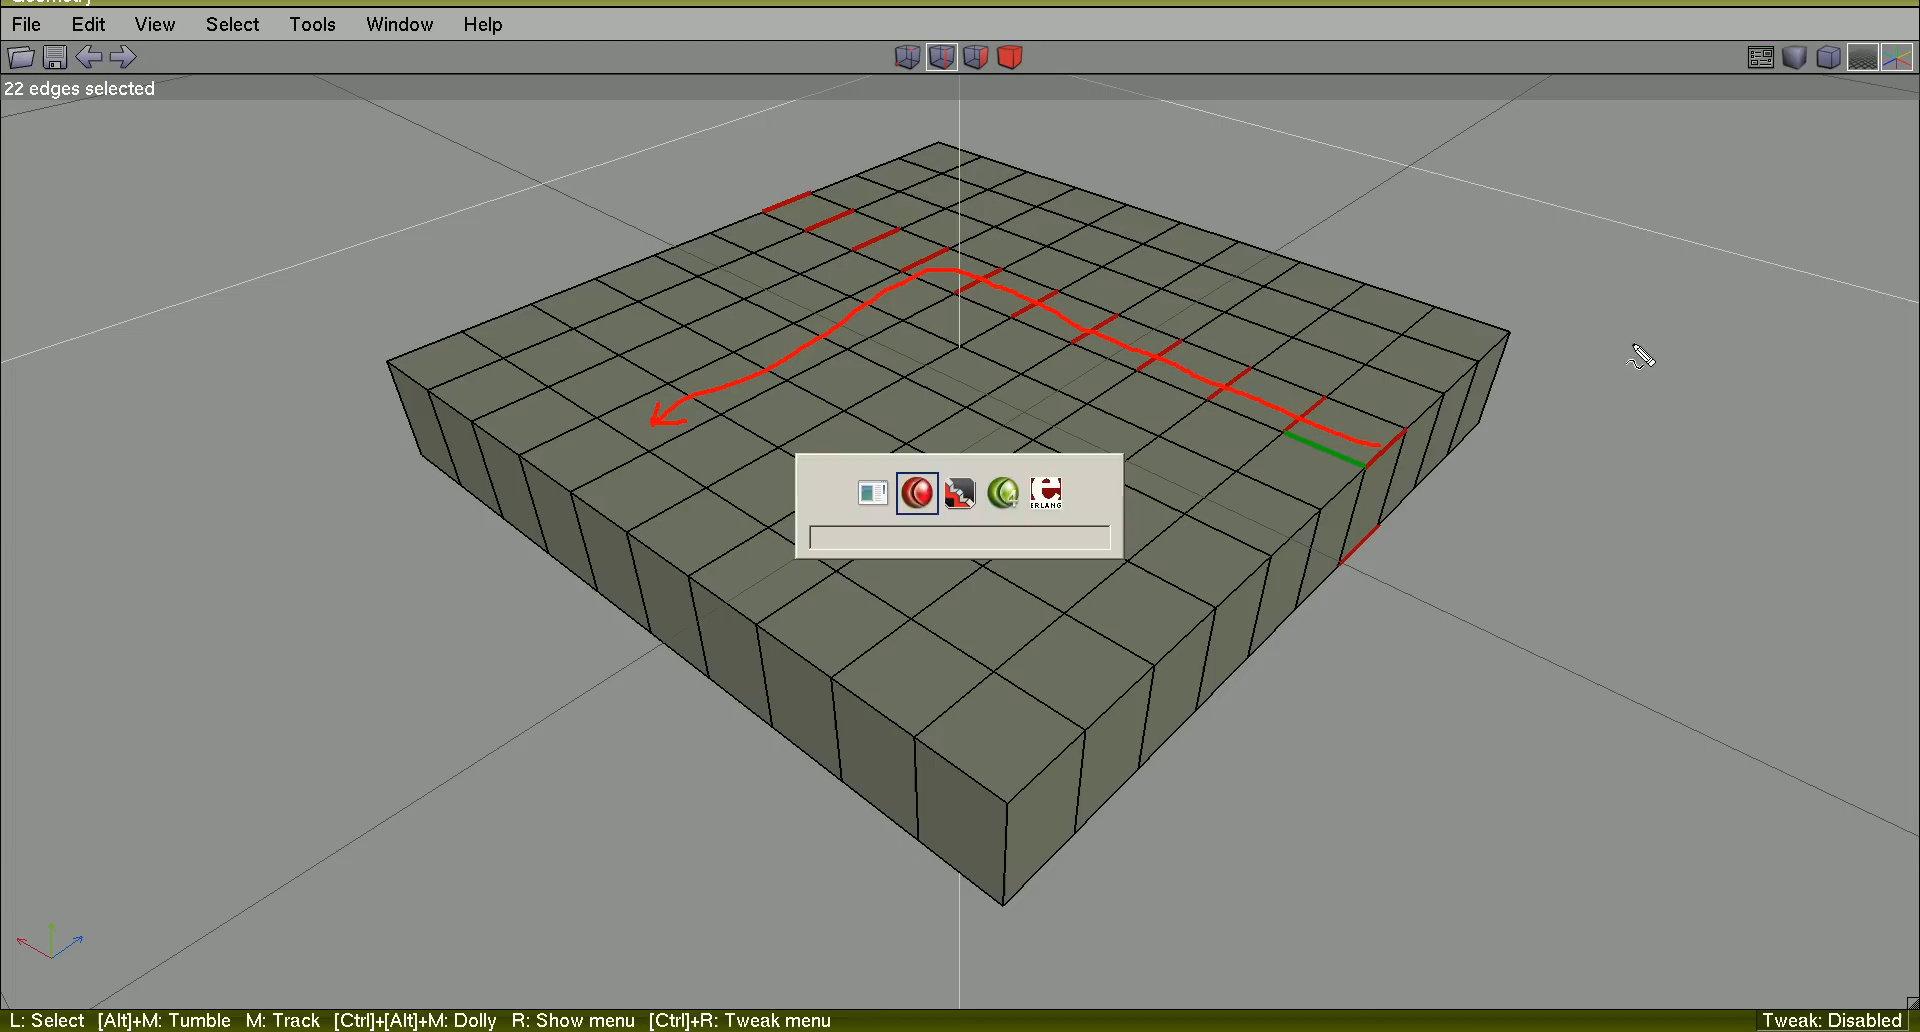 Geometry
File Edit View Select Tools Window Help
22 edges selected
ERLANG
L: Select [Alt]+M: Tumble M: Track [Ctrl]+[Alt]+M: Dolly R: Show menu [Ctrl]+R: Tweak menu
Tweak: Disabled